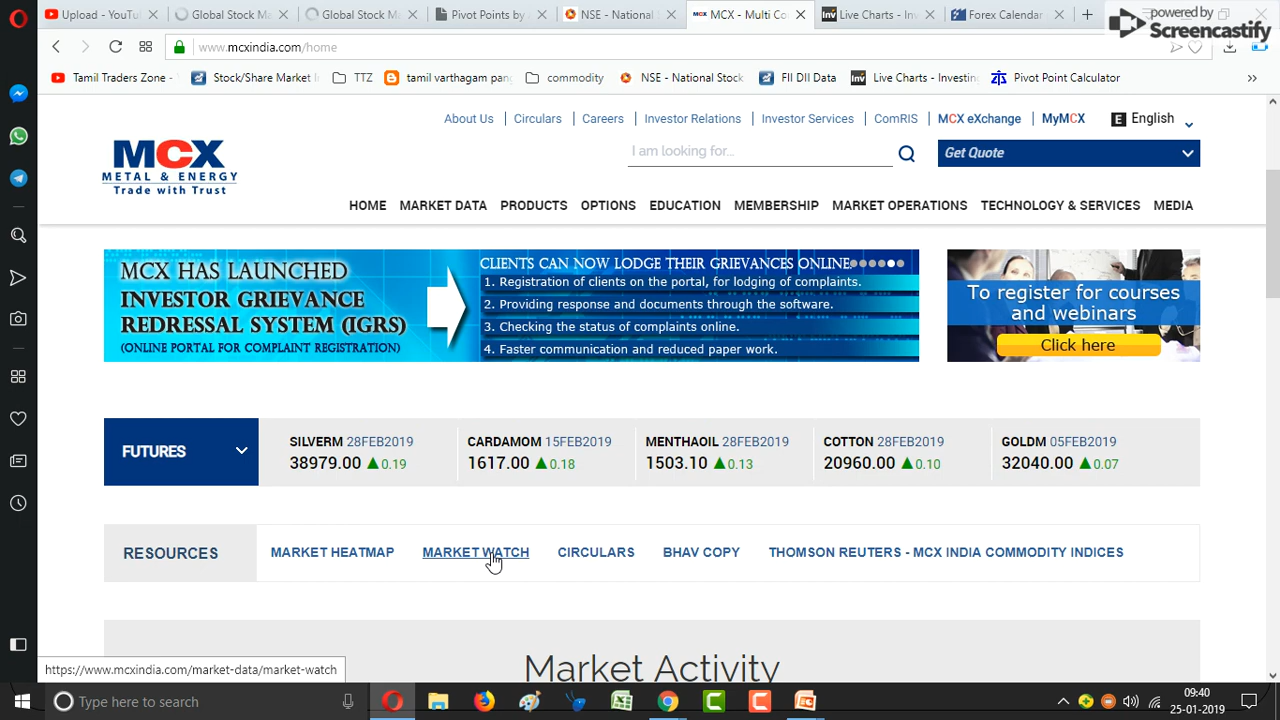 Upload - YouTu
Global Stock Ma
Global Stock Ma
Pivot Points by
NSE - National S
MCX - Multi Co
Live Charts - Inv
Forex Calendar
powered by
Screencastify
www.mcxindia.com/home
Tamil Traders Zone -
Stock/Share Market I
TTZ
tamil varthagam pan
commodity
NSE - National Stock
FII DII Data
Live Charts - Investin
Pivot Point Calculator
About Us
Circulars
Careers
Investor Relations
Investor Services
ComRIS
MCX eXchange
MyMCX
E English
MCX
METAL & ENERGY
Trade with Trust
I am looking for...
Get Quote
HOME
MARKET DATA
PRODUCTS
OPTIONS
EDUCATION
MEMBERSHIP
MARKET OPERATIONS
TECHNOLOGY & SERVICES
MEDIA
MCX HAS LAUNCHED
INVESTOR GRIEVANCE
REDRESSAL SYSTEM (IGRS)
(ONLINE PORTAL FOR COMPLAINT REGISTRATION)
CLIENTS CAN NOW LODGE THEIR GRIEVANCES ONLINE
1. Registration of clients on the portal, for lodging of complaints.
2. Providing response and documents through the software.
3. Checking the status of complaints online.
4. Faster communication and reduced paper work.
To register for courses
and webinars
Click here
FUTURES
SILVERM 28FEB2019
38979.00 ▲0.19
CARDAMOM 15FEB2019
1617.00 ▲0.18
MENTHAOIL 28FEB2019
1503.10 ▲0.13
COTTON 28FEB2019
20960.00 ▲0.10
GOLDM 05FEB2019
32040.00 ▲0.07
RESOURCES
MARKET HEATMAP
MARKET WATCH
CIRCULARS
BHAV COPY
THOMSON REUTERS - MCX INDIA COMMODITY INDICES
Market Activity
https://www.mcxindia.com/market-data/market-watch
Type here to search
09:40
25-01-2019